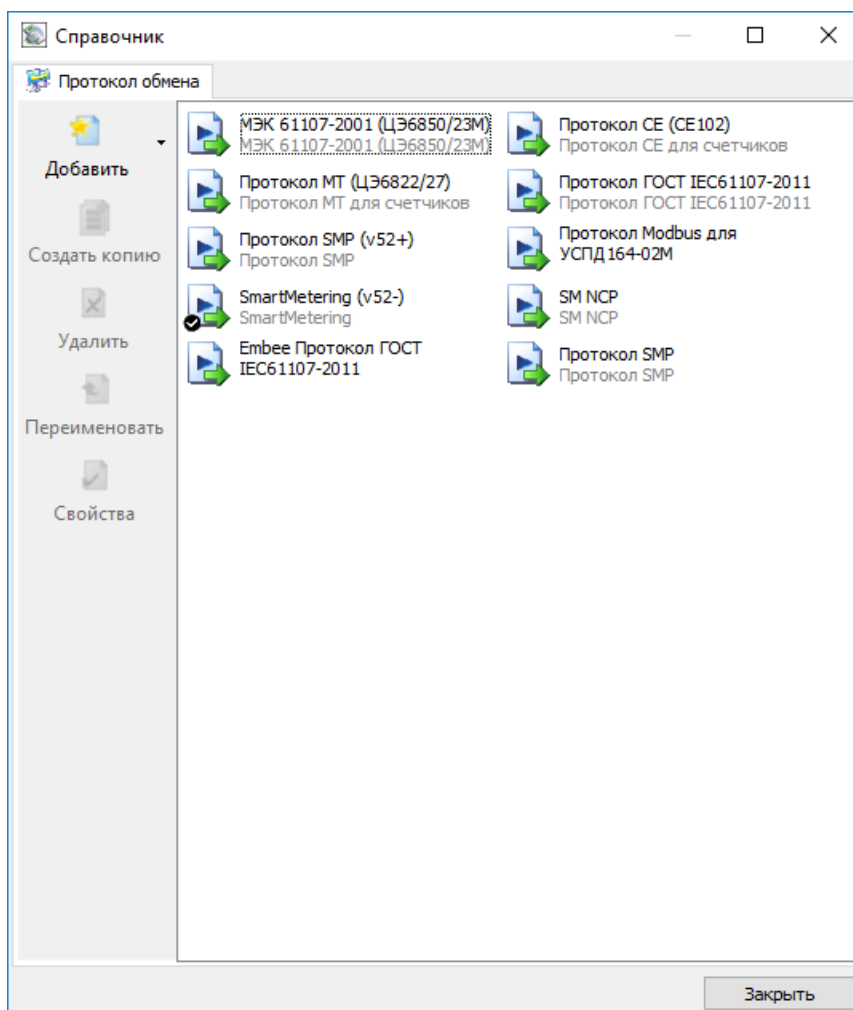 Справочник
Протокол обмена
Добавить
Создать копию
Удалить
Переименовать
Свойства
МЭК 61107-2001 (ЦЭ6850/23М)
МЭК 61107-2001 (ЦЭ6850/23М)
Протокол CE (CE102)
Протокол CE для счетчиков
Протокол МТ (ЦЭ6822/27)
Протокол МТ для счетчиков
Протокол ГОСТ IEC61107-2011
Протокол ГОСТ IEC61107-2011
Протокол SMP (v52+)
Протокол SMP
Протокол Modbus для
УСПД164-02М
SmartMetering (v52-)
SmartMetering
SM NCP
SM NCP
Embee Протокол ГОСТ
IEC61107-2011
Протокол SMP
Протокол SMP
Закрыть